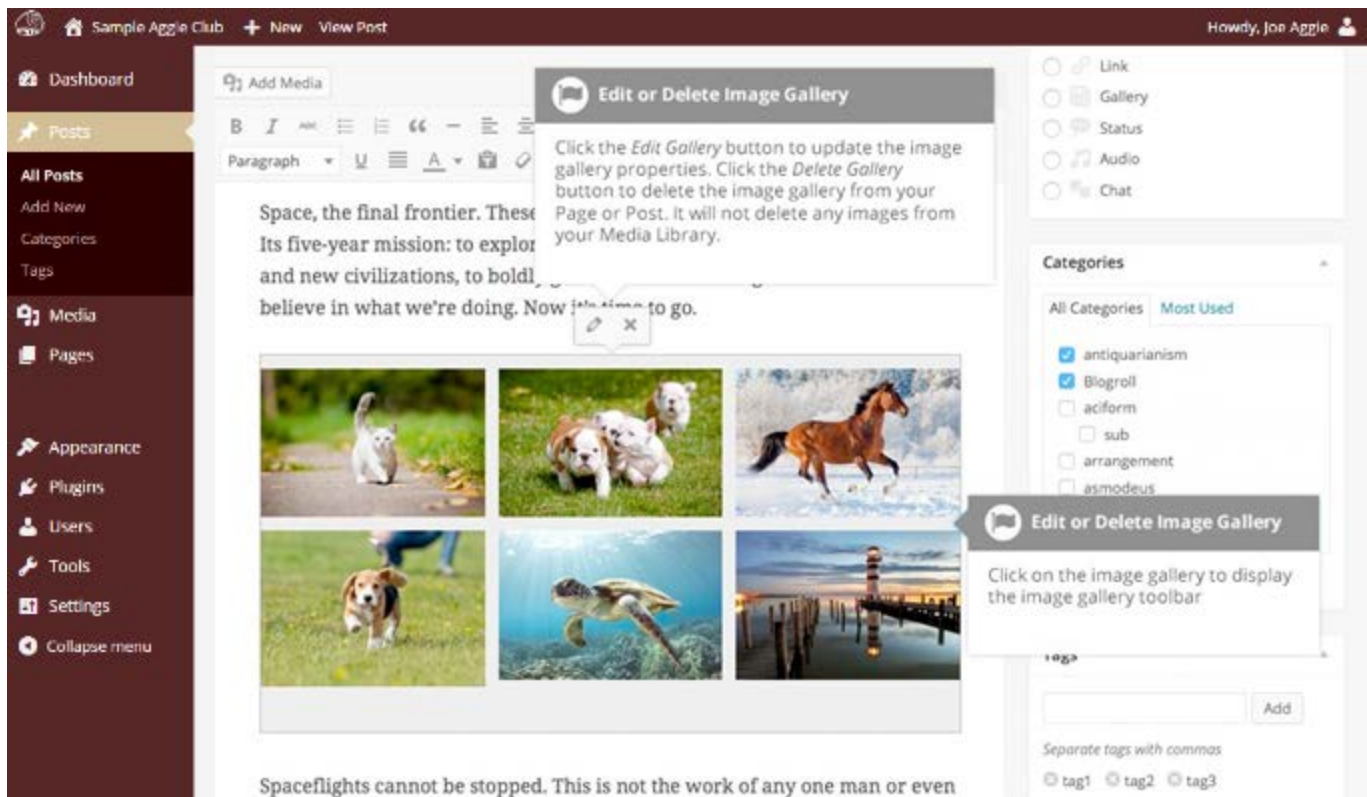 Sample Aggie Club + New View Post
Howdy, Joe Aggie
Dashboard
Posts
All Posts
Add New
Categories
Tags
Media
Pages
Appearance
Plugins
Users
Tools
Settings
Collapse menu
Add Media
B I ABC
Paragraph U A
Edit or Delete Image Gallery
Click the Edit Gallery button to update the image
gallery properties. Click the Delete Gallery
button to delete the image gallery from your
Page or Post. It will not delete any images from
your Media Library.
Space, the final frontier. These
Its five-year mission: to explor
and new civilizations, to boldly
believe in what we're doing. Now it's time to go.
Spaceflights cannot be stopped. This is not the work of any one man or even
Link
Gallery
Status
Audio
Chat
Categories
All Categories Most Used
antiquarianism
Blogroll
aciform
sub
arrangement
asmodeus
Edit or Delete Image Gallery
Click on the image gallery to display
the image gallery toolbar
Tags
Add
Separate tags with commas
tag1 tag2 tag3